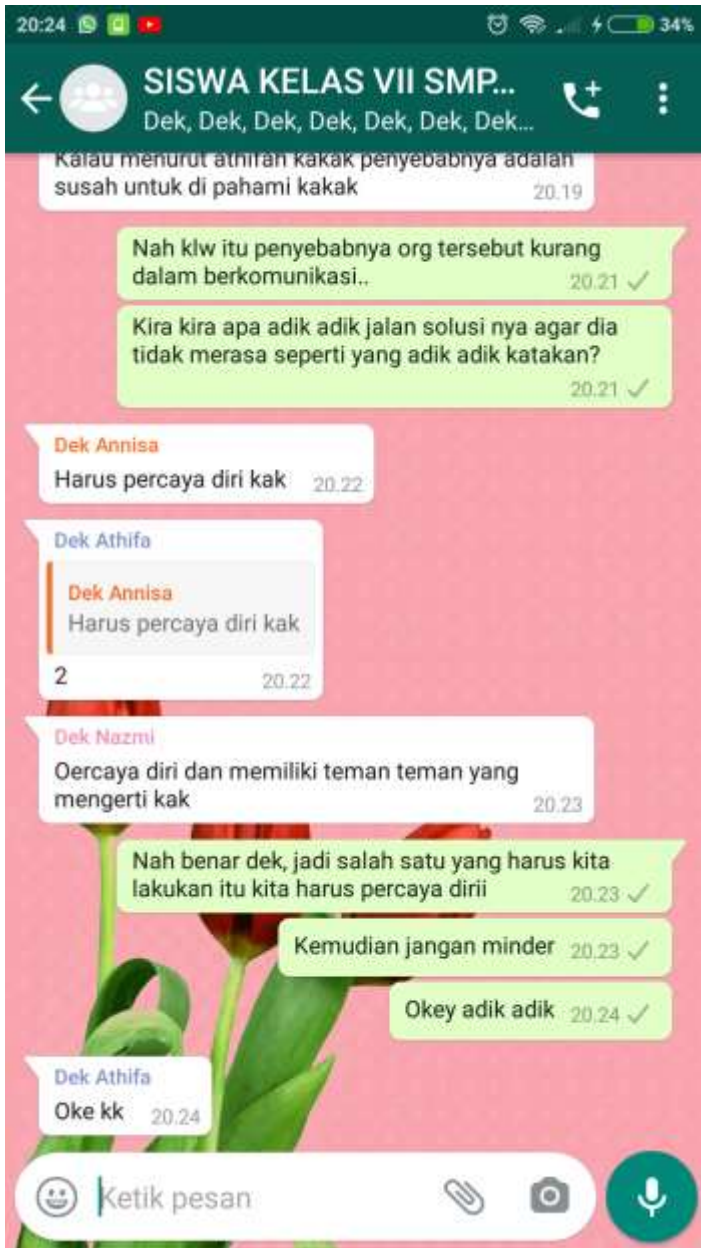 20:24 34%
SISWA KELAS VII SMP...
Dek, Dek, Dek, Dek, Dek, Dek, Dek...
Kalau menurut athifah kakak penyebabnya adalah
susah untuk di pahami kakak 20.19
Nah klw itu penyebabnya org tersebut kurang
dalam berkomunikasi.. 20.21
Kira kira apa adik adik jalan solusi nya agar dia
tidak merasa seperti yang adik adik katakan?
20.21
Dek Annisa
Harus percaya diri kak 20.22
Dek Athifa
Dek Annisa
Harus percaya diri kak
2 20.22
Dek Nazmi
Oercaya diri dan memiliki teman teman yang
mengerti kak 20.23
Nah benar dek, jadi salah satu yang harus kita
lakukan itu kita harus percaya dirii 20.23
Kemudian jangan minder 20.23
Okey adik adik 20.24
Dek Athifa
Oke kk 20.24
Ketik pesan